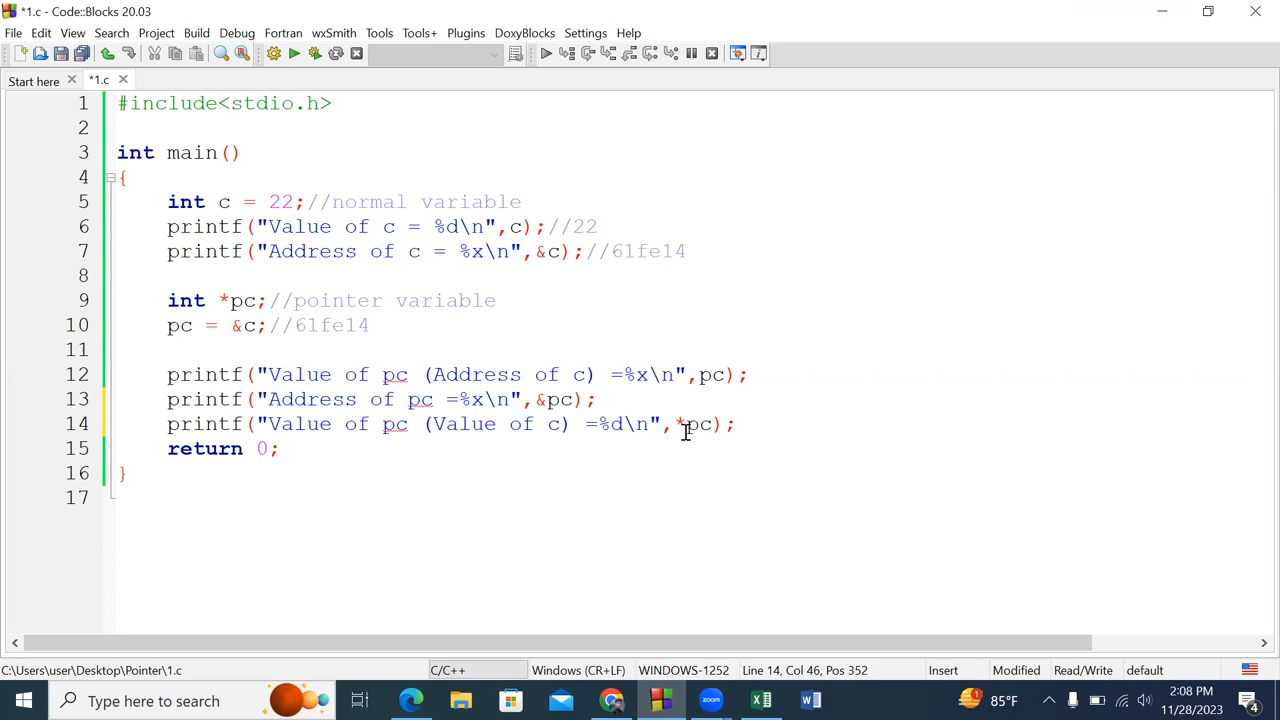 *1.c - Code::Blocks 20.03
File Edit View Search Project Build Debug Fortran wxSmith Tools Tools+ Plugins DoxyBlocks Settings Help
Start here *1.c
1 #include<stdio.h>
2
3 int main()
4 {
5 int c = 22;//normal variable
6 printf("Value of c = %d\n",c);//22
7 printf("Address of c = %x\n",&c);//61fe14
8
9 int *pc;//pointer variable
10 pc = &c;//61fe14
11
12 printf("Value of pc (Address of c) =%x\n",pc);
13 printf("Address of pc =%x\n",&pc);
14 printf("Value of pc (Value of c) =%d\n",*pc);
15 return 0;
16 }
17
C:\Users\user\Desktop\Pointer\1.c C/C++ Windows (CR+LF) WINDOWS-1252 Line 14, Col 46, Pos 352 Insert Modified Read/Write default
Type here to search 1 85°F 2:08 PM
11/28/2023 4